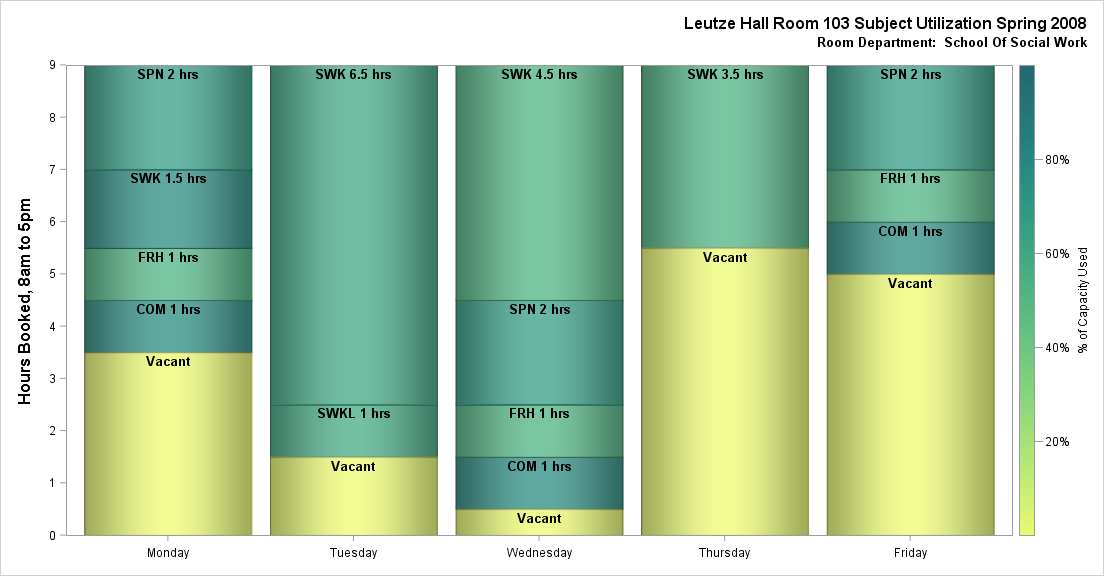 Leutze Hall Room 103 Subject Utilization Spring 2008
Room Department:  School Of Social Work
Hours Booked, 8am to 5pm
9
8
7
6
5
4
3
2
1
0
SPN 2 hrs
SWK 1.5 hrs
FRH 1 hrs
COM 1 hrs
Vacant
SWK 6.5 hrs
SWKL 1 hrs
Vacant
SWK 4.5 hrs
SPN 2 hrs
FRH 1 hrs
COM 1 hrs
Vacant
SWK 3.5 hrs
Vacant
SPN 2 hrs
FRH 1 hrs
COM 1 hrs
Vacant
Monday
Tuesday
Wednesday
Thursday
Friday
80%
60%
40%
20%
% of Capacity Used